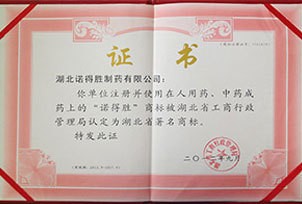 证 书
湖北诺得胜制药有限公司：
你单位注册并使用在人用药、中药成
药上的“诺得胜”商标被湖北省工商行政
管理局认定为湖北省著名商标。
特发此证